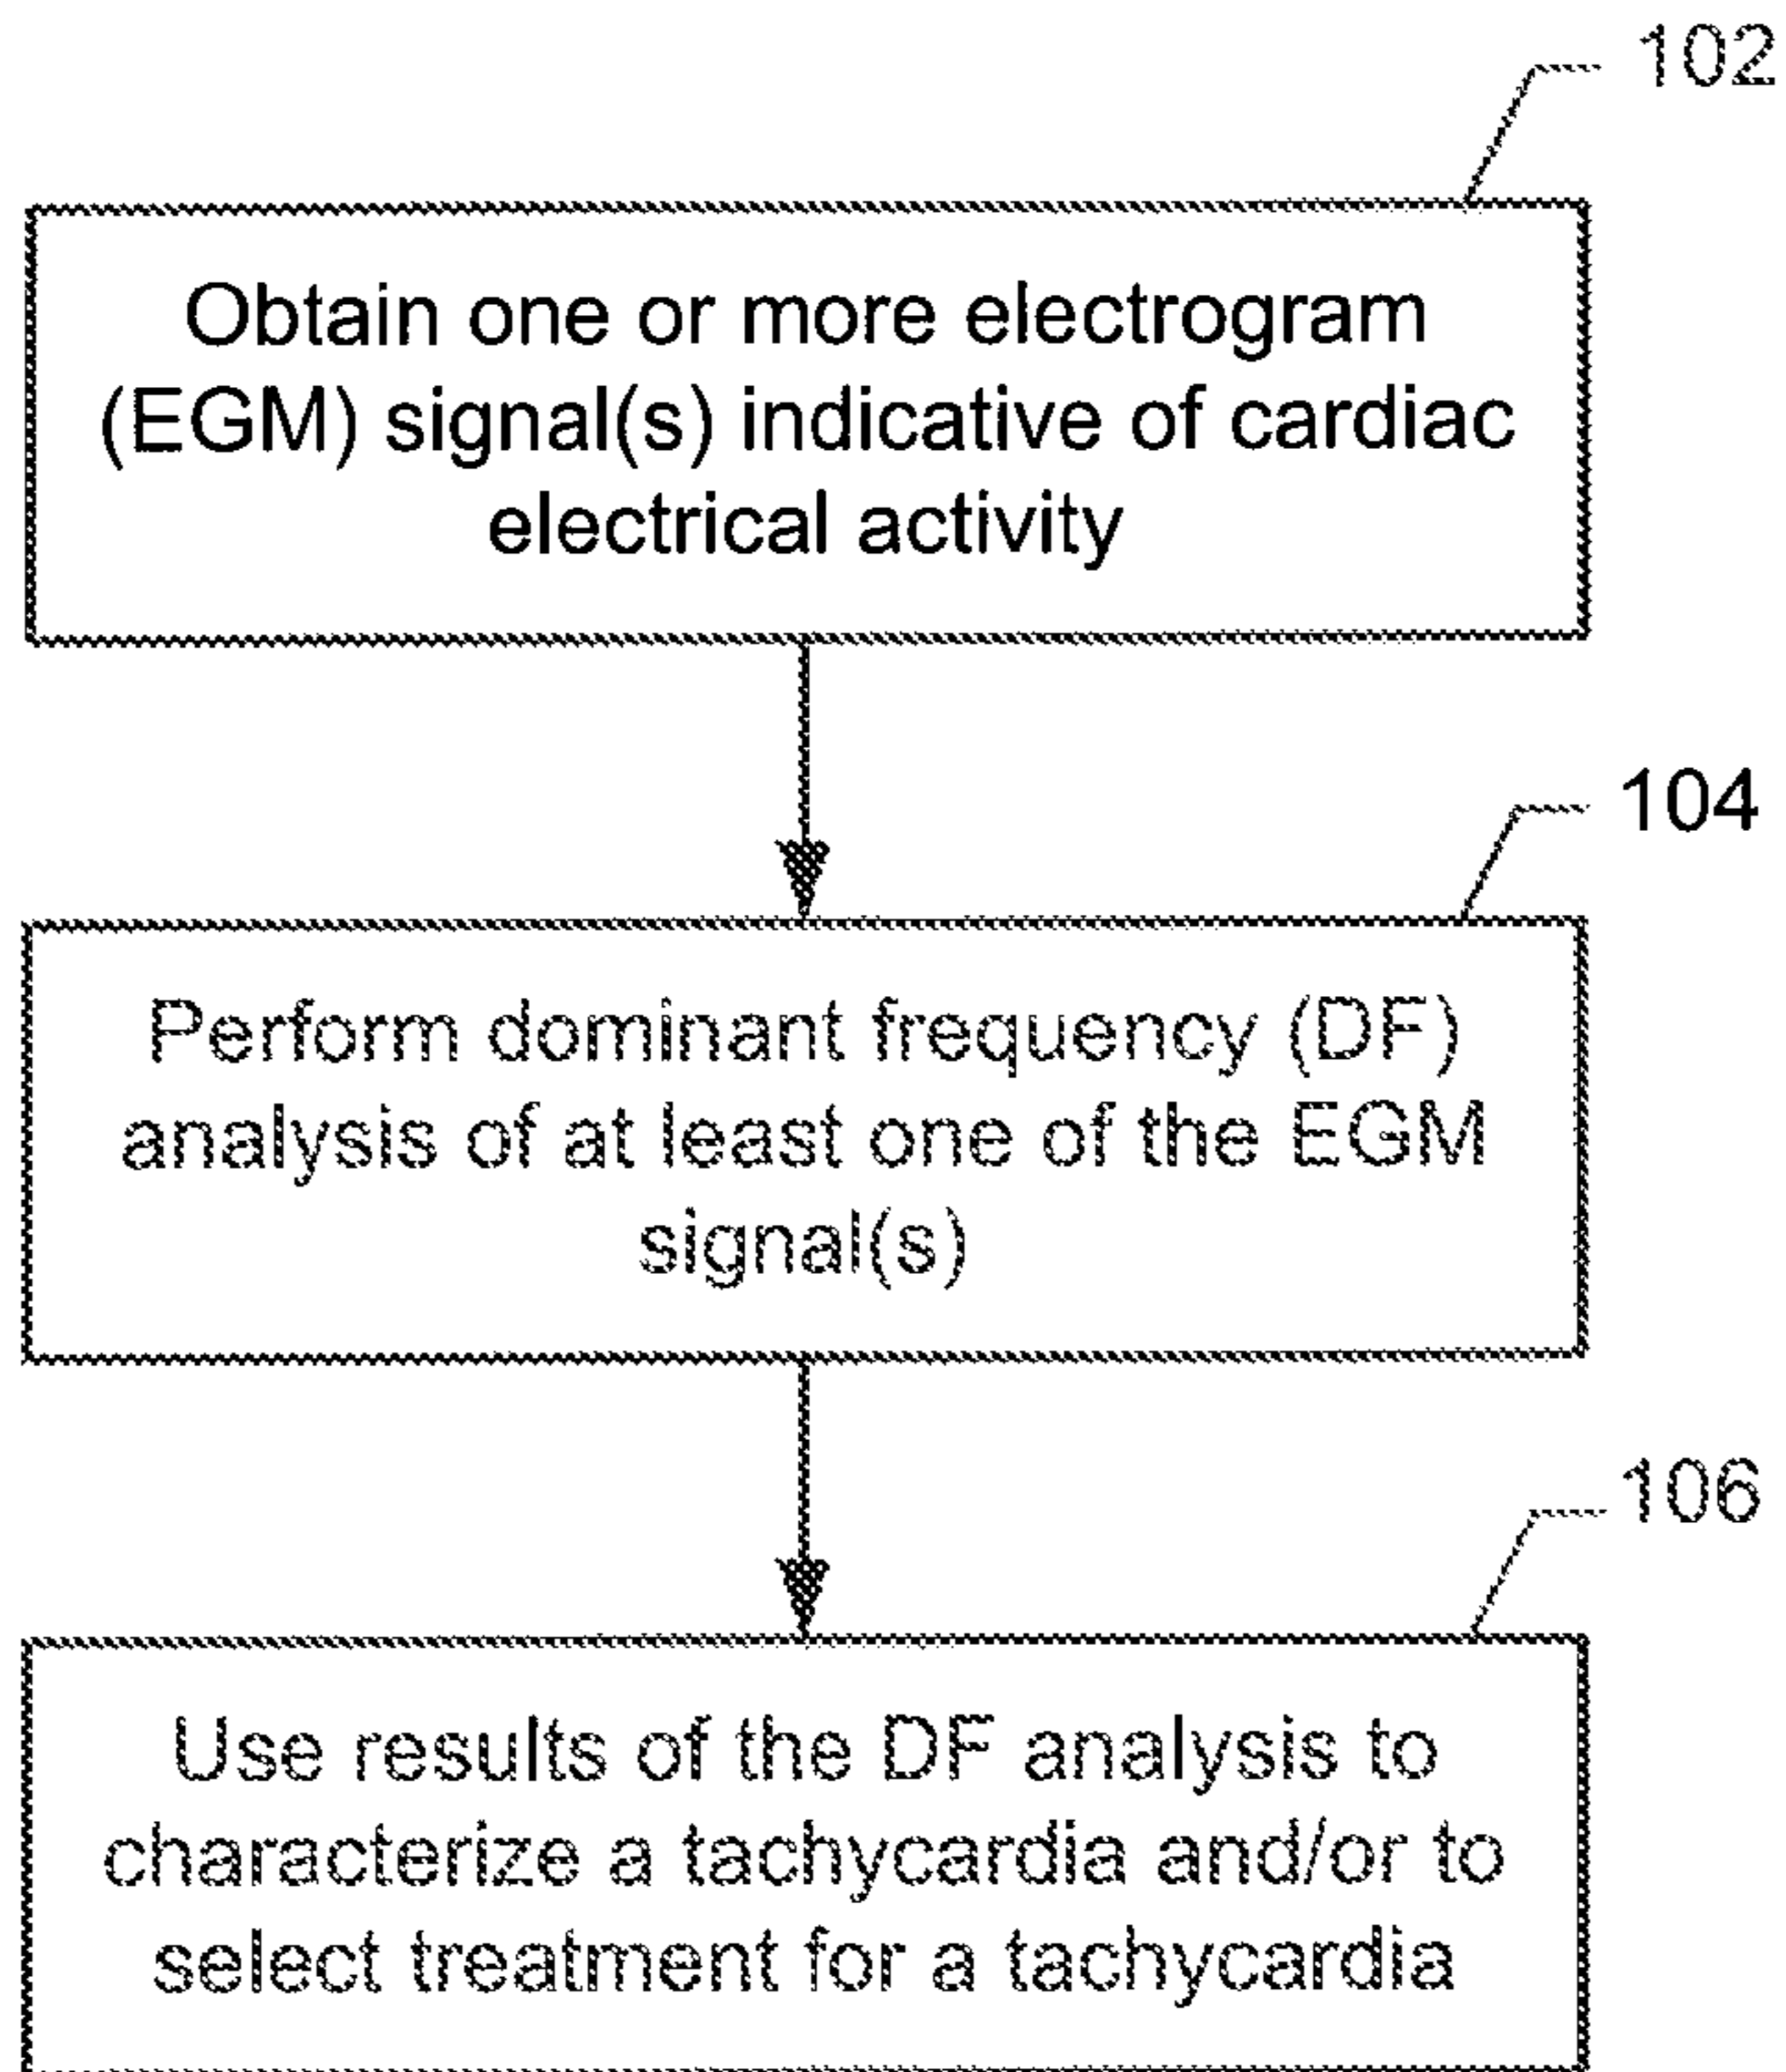 102
Obtain one or more electrogram
(EGM) signal(s) indicative of cardiac
electrical activity
104
Perform dominant frequency (DF)
analysis of at least one of the EGM
signal(s)
106
Use results of the DF analysis to
characterize a tachycardia and/or to
select treatment for a tachycardia